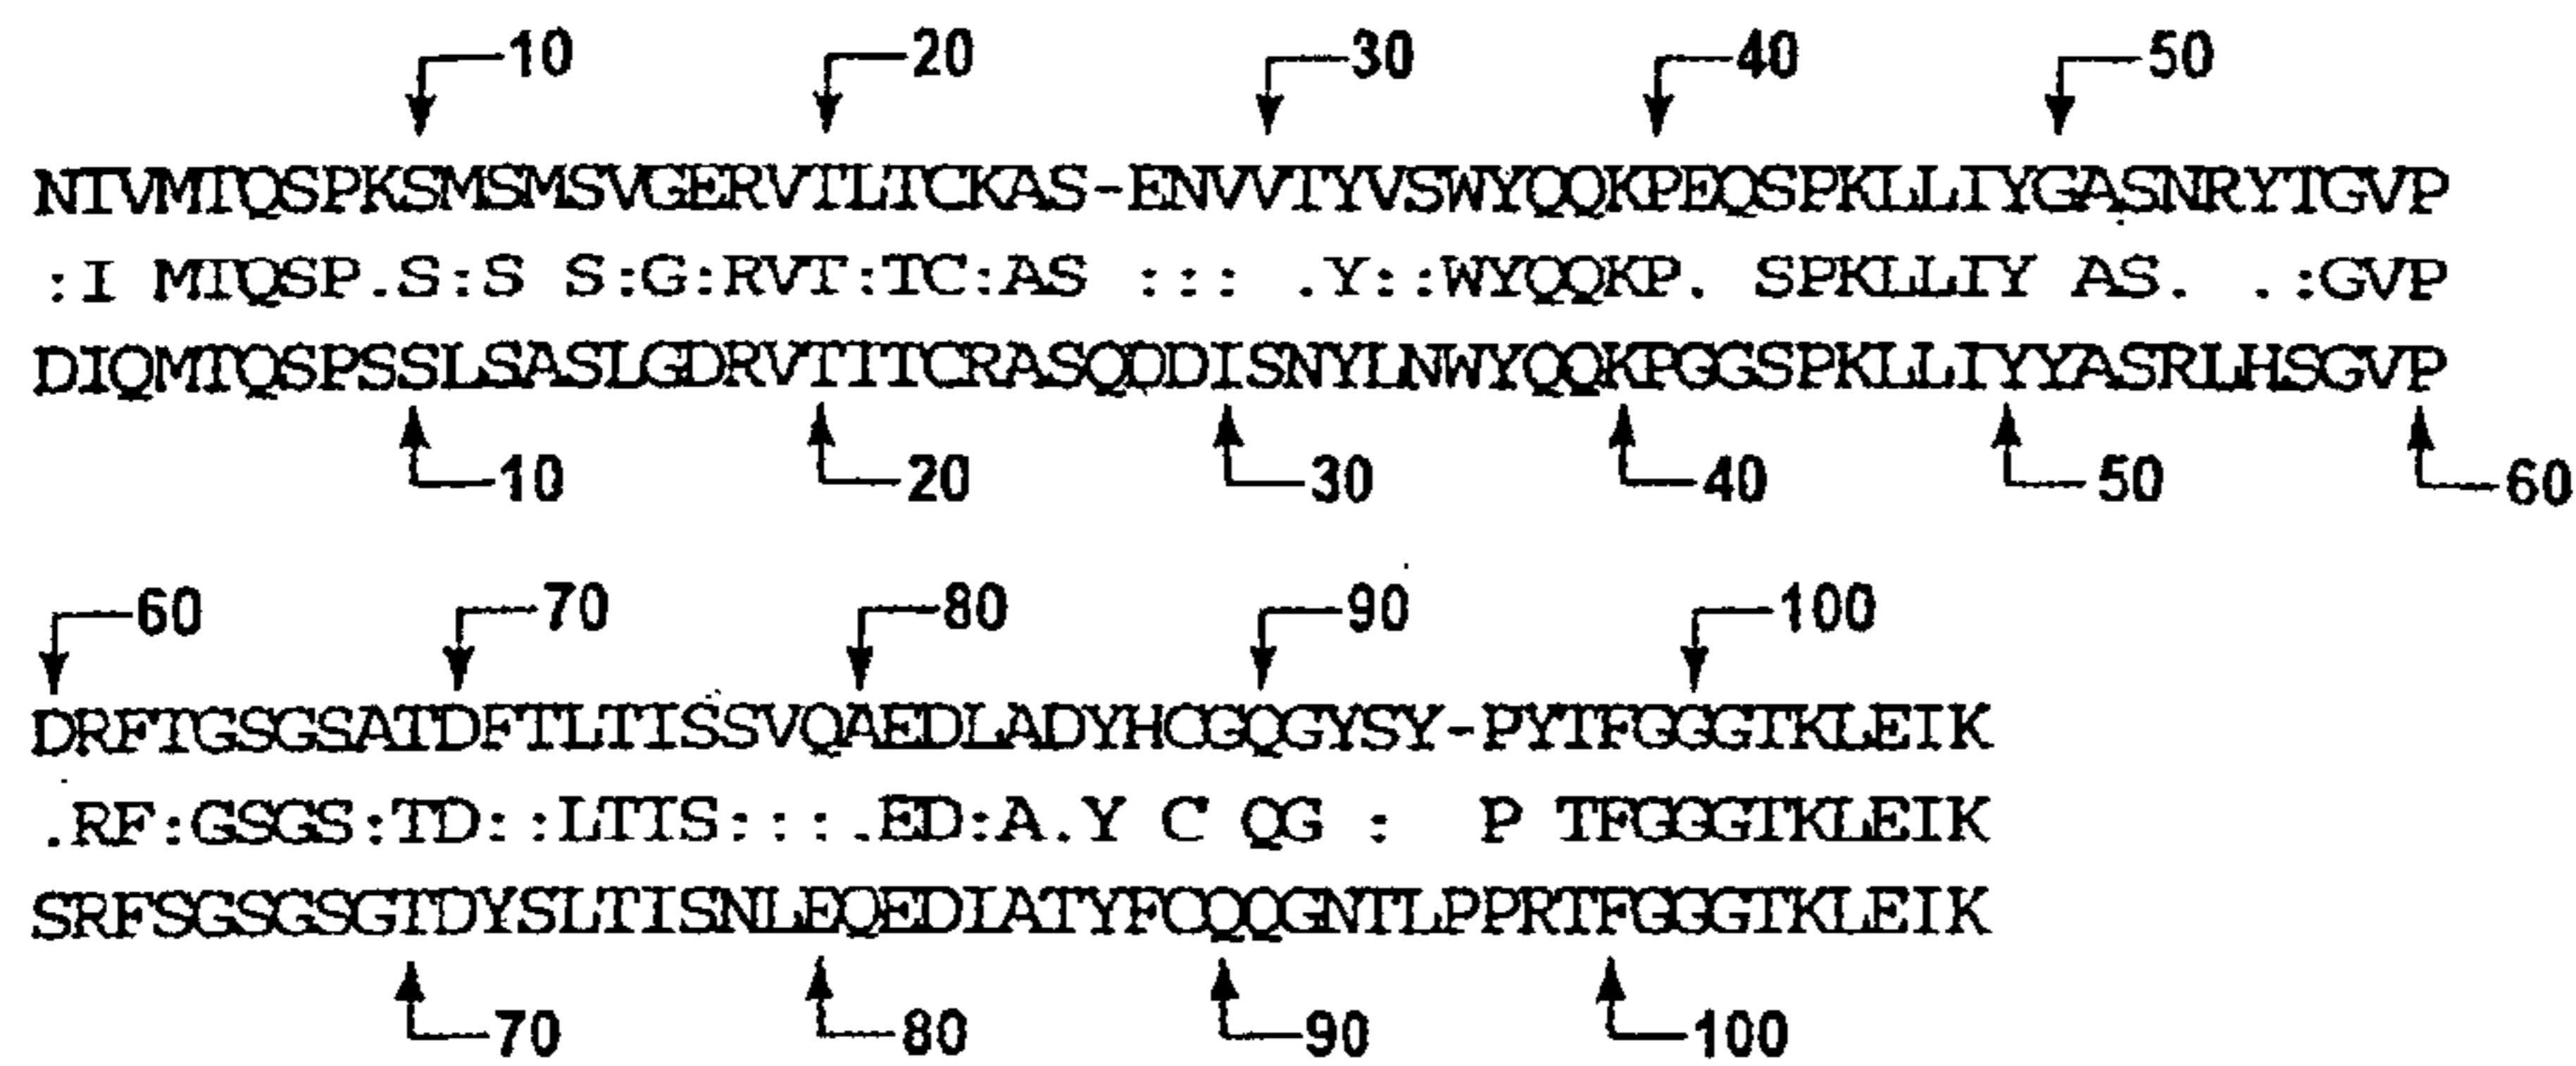 10 20 30 40 50
NIVMTQSPKSMSMSVGERVTLTCKAS-ENVVTYVSWYQQKPEQSPKLLIYGASNRYTGVP
:I MTQSP.S:S S:G:RVT:TC:AS ::: .Y::WYQQKP. SPKLLIY AS. .:GVP
DIQMTQSPSSLSASLGDRVTITCRASQDDISNYLNWYQQKPGGSPKLLIYYASRLHSGVP
10 20 30 40 50 60
60 70 80 90 100
DRFTGSGSATDFTLTISSVQAEDLADYHCGQGYSY-PYTFGGGTKLEIK
.RF:GSGS:TD::LTIS:::.ED:A.Y C QG : P TFGGGTKLEIK
SRFSGSGSGTDYSLTISNLEQEDIATYFCQQGNTLPPRTFGGGTKLEIK
70 80 90 100